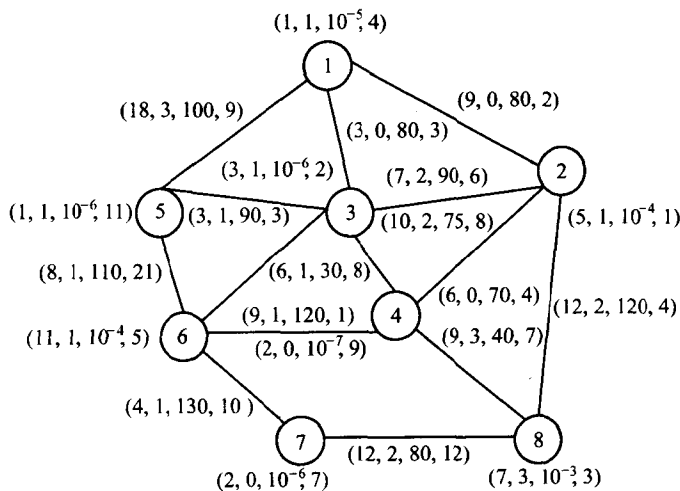 (1, 1, 10⁻⁵, 4)
1
(18, 3, 100, 9)
(9, 0, 80, 2)
(3, 0, 80, 3)
(3, 1, 10⁻⁶, 2)
(7, 2, 90, 6)
2
(1, 1, 10⁻⁶, 11)
5
(3, 1, 90, 3)
3
(10, 2, 75, 8)
(5, 1, 10⁻⁴, 1)
(8, 1, 110, 21)
(6, 1, 30, 8)
(6, 0, 70, 4)
(12, 2, 120, 4)
(11, 1, 10⁻⁴, 5)
6
(9, 1, 120, 1)
4
(2, 0, 10⁻⁷, 9)
(9, 3, 40, 7)
(4, 1, 130, 10 )
7
(12, 2, 80, 12)
8
(2, 0, 10⁻⁶, 7)
(7, 3, 10⁻³, 3)